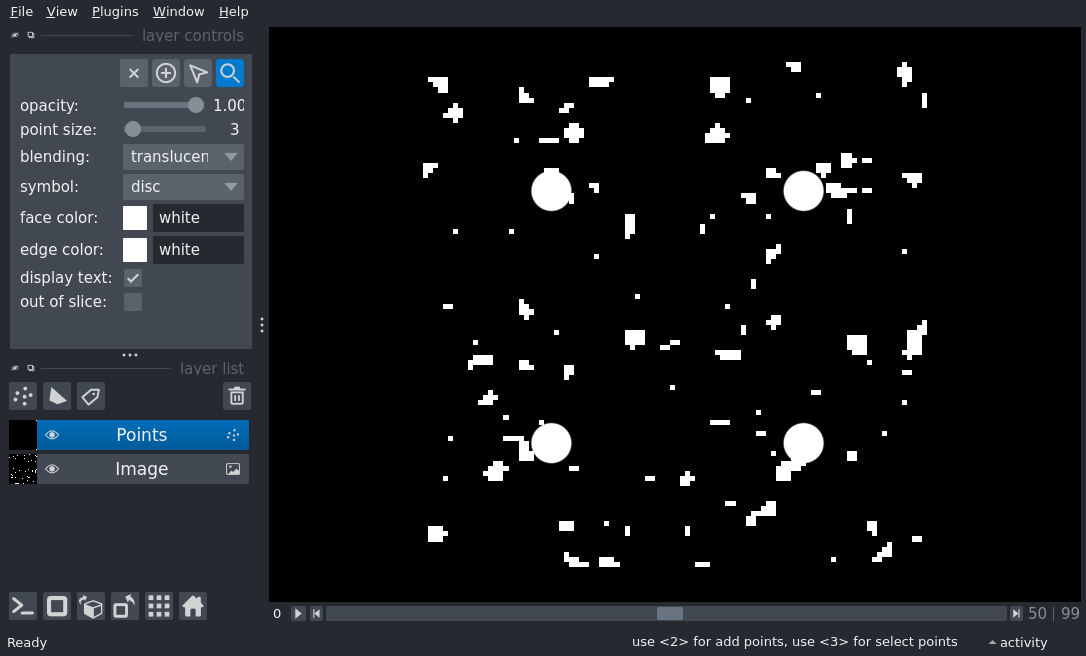 File View Plugins Window Help
layer controls
opacity: 1.00
point size: 3
blending: translucen
symbol: disc
face color: white
edge color: white
display text:
out of slice:
layer list
Points
Image
0 50 99
Ready use <2> for add points, use <3> for select points activity